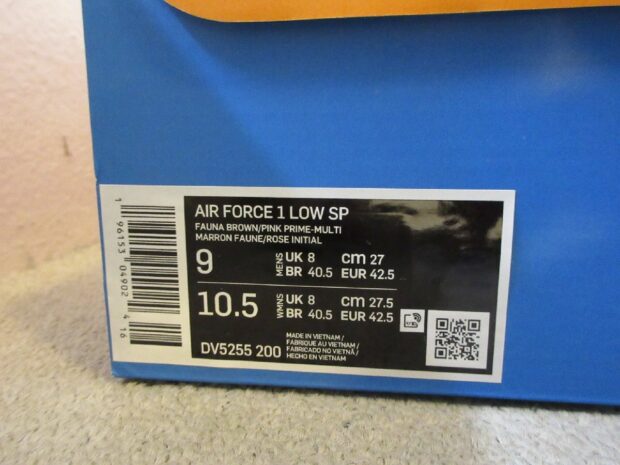 AIR FORCE 1 LOW SP
FAUNA BROWN/PINK PRIME-MULTI
MARRON FAUNE/ROSE INITIAL
9 MENS UK 8 cm 27
BR 40.5 EUR 42.5
10.5 WMNS UK 8 cm 27.5
BR 40.5 EUR 42.5
DV5255 200
MADE IN VIETNAM /
FABRIQUE AU VIETNAM /
FABRICADO NO VIETNÃ /
HECHO EN VIETNAM
1 96153 04902 4 16